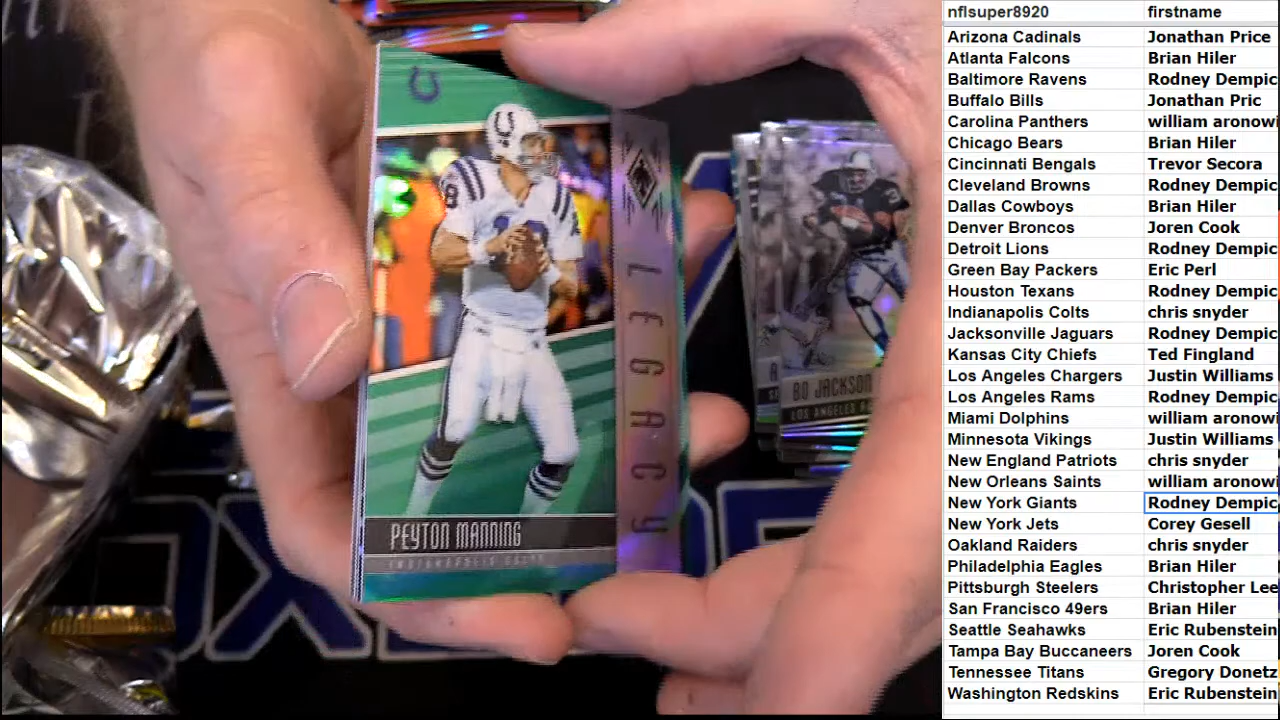 PEYTON MANNING
INDIANAPOLIS COLTS
LEGACY
18
BO JACKSON
LOS ANGELES
nflsuper8920 firstname
Arizona Cadinals Jonathan Price
Atlanta Falcons Brian Hiler
Baltimore Ravens Rodney Dempic
Buffalo Bills Jonathan Pric
Carolina Panthers william aronowi
Chicago Bears Brian Hiler
Cincinnati Bengals Trevor Secora
Cleveland Browns Rodney Dempic
Dallas Cowboys Brian Hiler
Denver Broncos Joren Cook
Detroit Lions Rodney Dempic
Green Bay Packers Eric Perl
Houston Texans Rodney Dempic
Indianapolis Colts chris snyder
Jacksonville Jaguars Rodney Dempic
Kansas City Chiefs Ted Fingland
Los Angeles Chargers Justin Williams
Los Angeles Rams Rodney Dempic
Miami Dolphins william aronowi
Minnesota Vikings Justin Williams
New England Patriots chris snyder
New Orleans Saints william aronowi
New York Giants Rodney Dempic
New York Jets Corey Gesell
Oakland Raiders chris snyder
Philadelphia Eagles Brian Hiler
Pittsburgh Steelers Christopher Lee
San Francisco 49ers Brian Hiler
Seattle Seahawks Eric Rubenstein
Tampa Bay Buccaneers Joren Cook
Tennessee Titans Gregory Donetz
Washington Redskins Eric Rubenstein